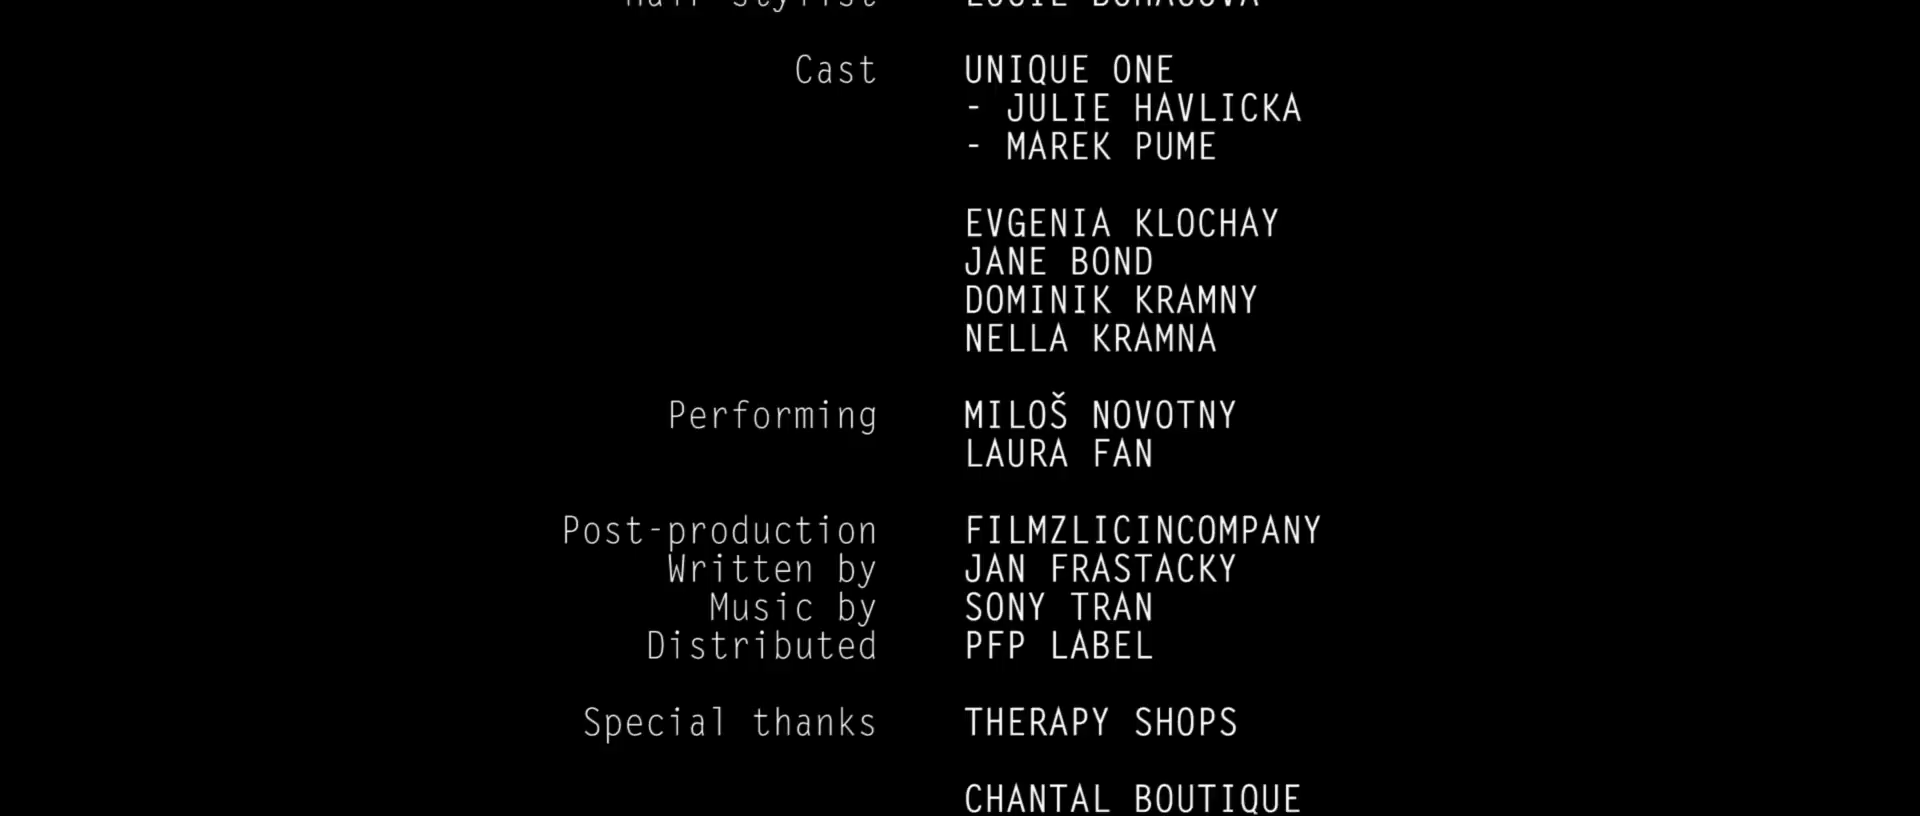 Hair stylist
Cast UNIQUE ONE
- JULIE HAVLICKA
- MAREK PUME
EVGENIA KLOCHAY
JANE BOND
DOMINIK KRAMNY
NELLA KRAMNA
Performing MILOŠ NOVOTNY
LAURA FAN
Post-production FILMZLICINCOMPANY
Written by JAN FRASTACKY
Music by SONY TRAN
Distributed PFP LABEL
Special thanks THERAPY SHOPS
CHANTAL BOUTIQUE